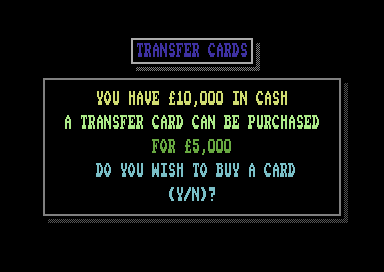 TRANSFER CARDS
YOU HAVE £10,000 IN CASH
A TRANSFER CARD CAN BE PURCHASED
FOR £5,000
DO YOU WISH TO BUY A CARD
(Y/N)?